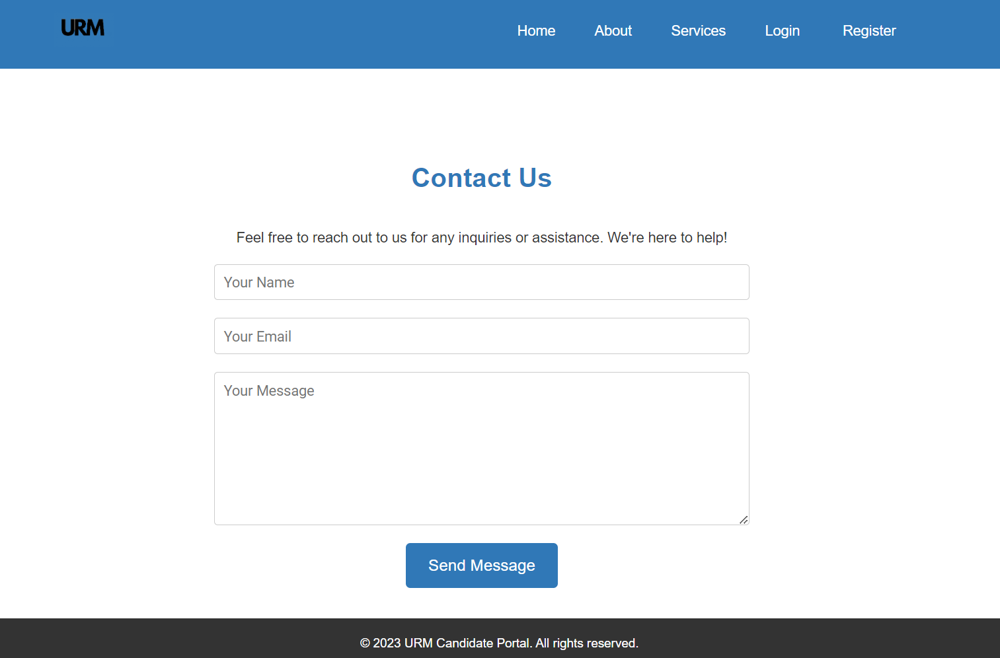 URM
Home About Services Login Register
Contact Us
Feel free to reach out to us for any inquiries or assistance. We're here to help!
Your Name
Your Email
Your Message
Send Message
© 2023 URM Candidate Portal. All rights reserved.